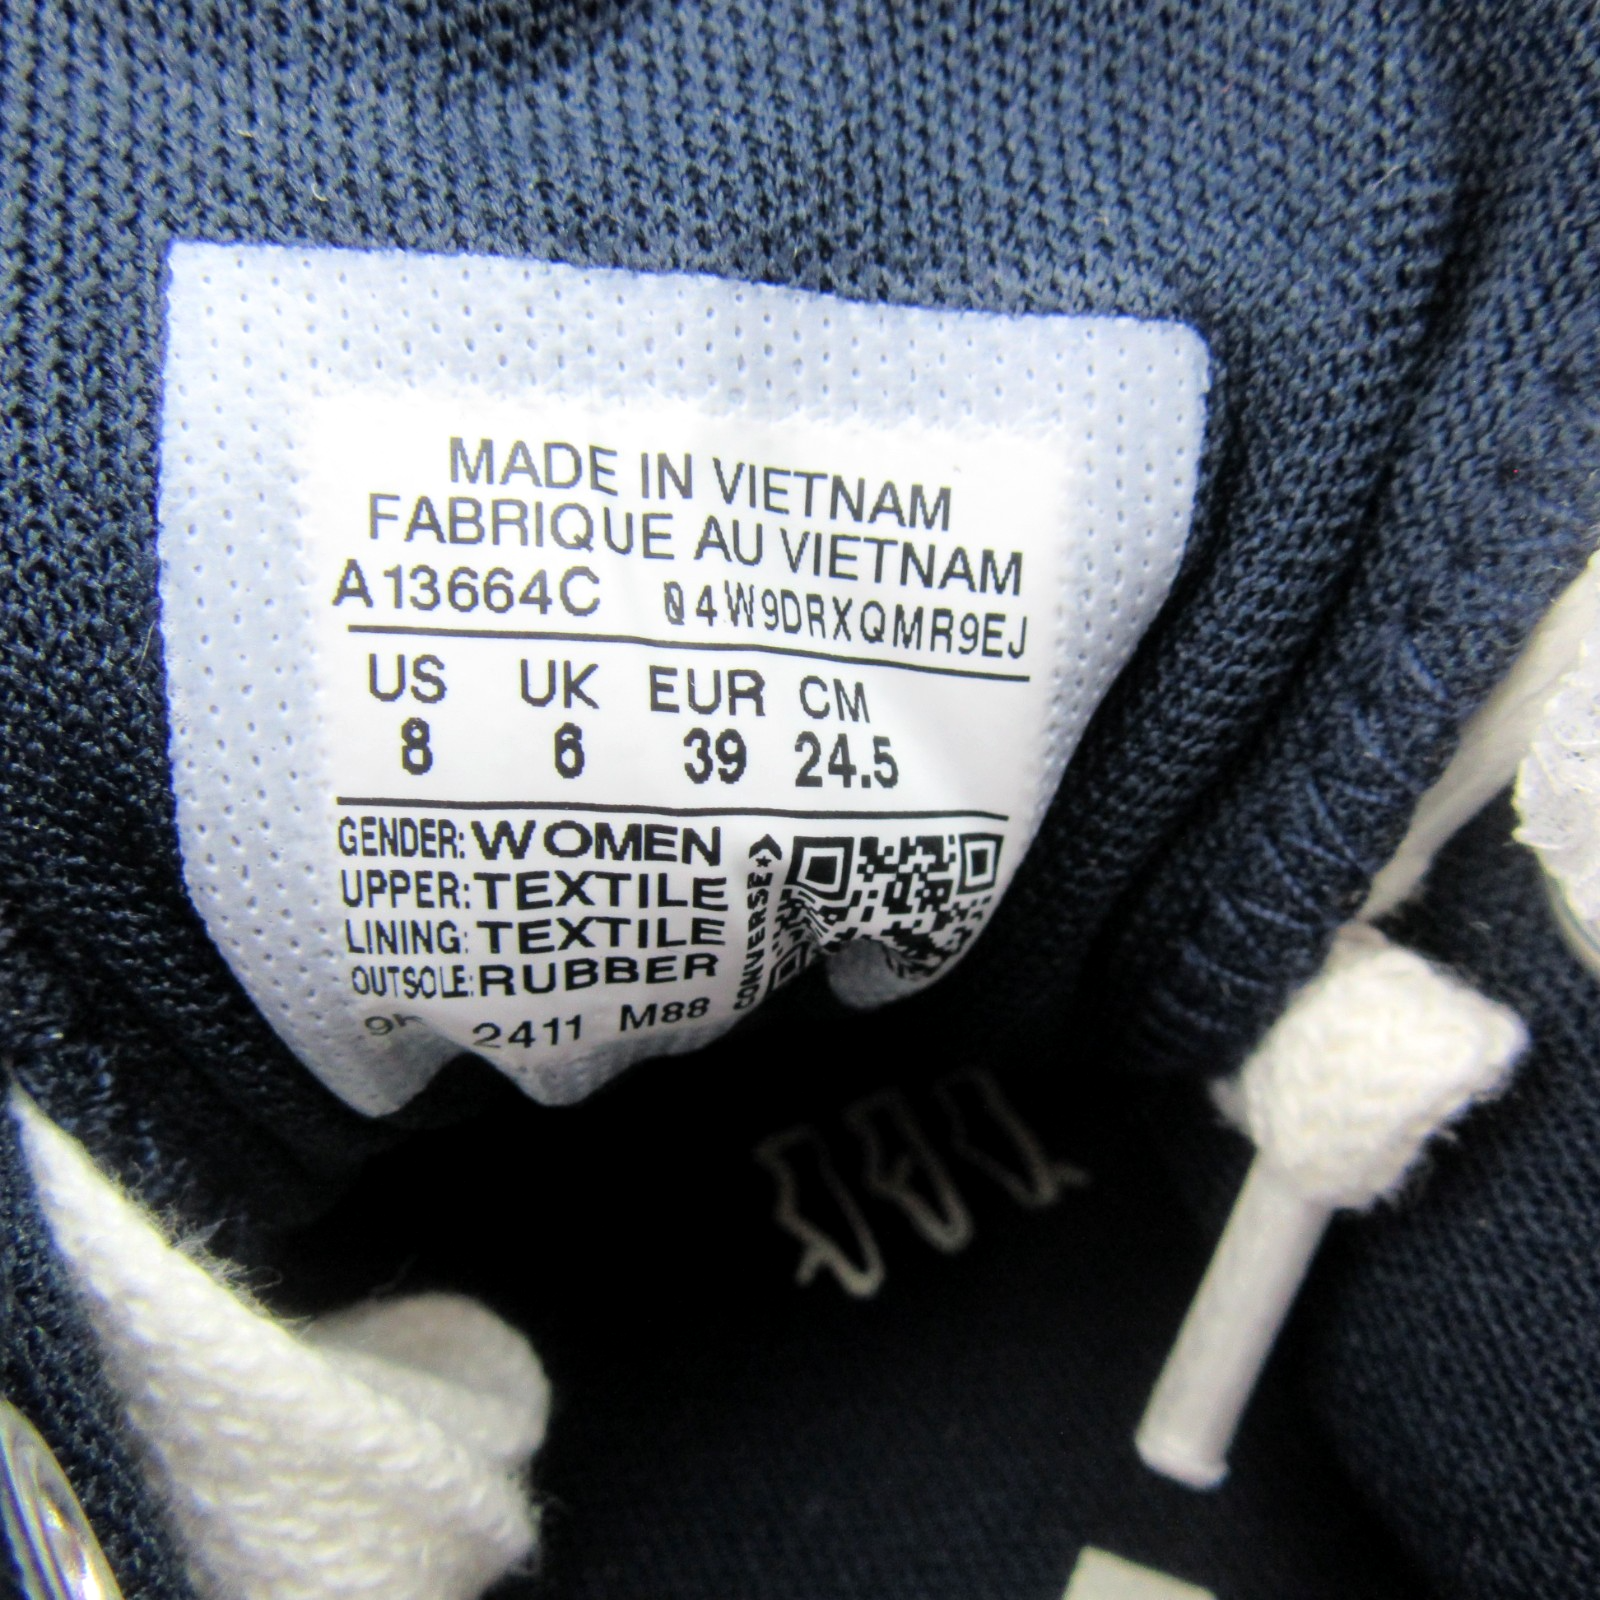 MADE IN VIETNAM
FABRIQUE AU VIETNAM
A13664C 04W9DRXQMR9EJ
US UK EUR CM
8 6 39 24.5
GENDER: WOMEN
UPPER: TEXTILE
LINING: TEXTILE
OUTSOLE: RUBBER
2411 M88
CONVERSE